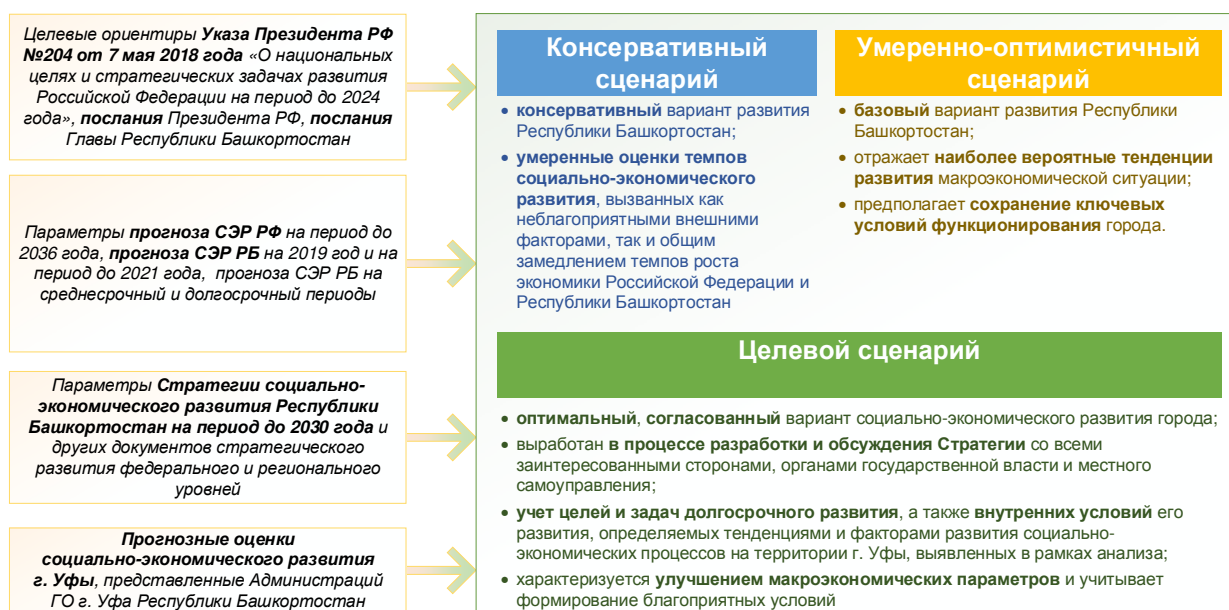 Целевые ориентиры Указа Президента РФ
№204 от 7 мая 2018 года «О национальных
целях и стратегических задачах развития
Российской Федерации на период до 2024
года», послания Президента РФ, послания
Главы Республики Башкортостан
Параметры прогноза СЭР РФ на период до
2036 года, прогноза СЭР РБ на 2019 год и на
период до 2021 года, прогноза СЭР РБ на
среднесрочный и долгосрочный периоды
Параметры Стратегии социально-
экономического развития Республики
Башкортостан на период до 2030 года и
других документов стратегического
развития федерального и регионального
уровней
Прогнозные оценки
социально-экономического развития
г. Уфы, представленные Администраций
ГО г. Уфа Республики Башкортостан
Консервативный
сценарий
• консервативный вариант развития
Республики Башкортостан;
• умеренные оценки темпов
социально-экономического
развития, вызванных как
неблагоприятными внешними
факторами, так и общим
замедлением темпов роста
экономики Российской Федерации и
Республики Башкортостан
Умеренно-оптимистичный
сценарий
• базовый вариант развития Республики
Башкортостан;
• отражает наиболее вероятные тенденции
развития макроэкономической ситуации;
• предполагает сохранение ключевых
условий функционирования города.
Целевой сценарий
• оптимальный, согласованный вариант социально-экономического развития города;
• выработан в процессе разработки и обсуждения Стратегии со всеми
заинтересованными сторонами, органами государственной власти и местного
самоуправления;
• учет целей и задач долгосрочного развития, а также внутренних условий его
развития, определяемых тенденциями и факторами развития социально-
экономических процессов на территории г. Уфы, выявленных в рамках анализа;
• характеризуется улучшением макроэкономических параметров и учитывает
формирование благоприятных условий